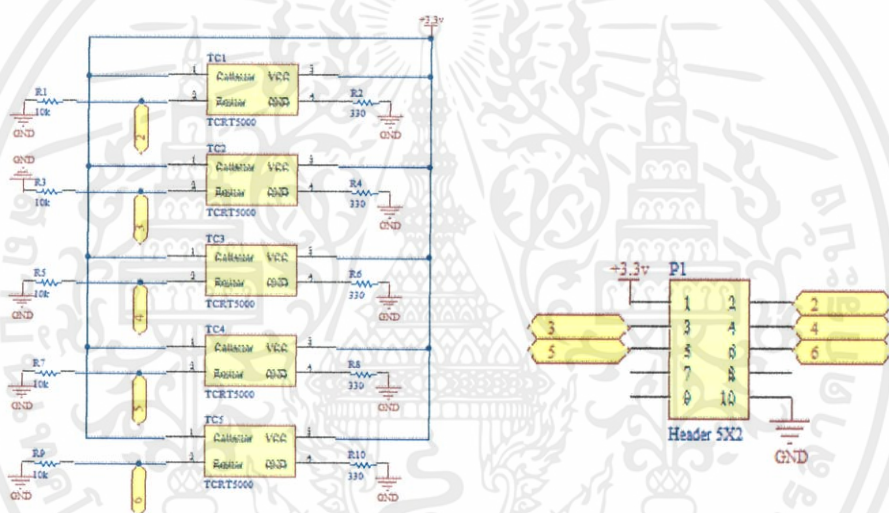 +3.3v
TC1
1 Collector VCC 3
R1
10k
2 Emitter GND 4
R2
330
GND
GND
TCRT5000
2
TC2
1 Collector VCC 3
GND
R3
10k
2 Emitter GND 4
R4
330
GND
TCRT5000
3
TC3
1 Collector VCC 3
R5
10k
2 Emitter GND 4
R6
330
GND
GND
TCRT5000
4
TC4
1 Collector VCC 3
R7
10k
2 Emitter GND 4
R8
330
GND
GND
TCRT5000
5
TC5
1 Collector VCC 3
R9
10k
2 Emitter GND 4
R10
330
GND
GND
TCRT5000
6
+3.3v P1
1 2 2
3 3 4 4
5 5 6 6
7 8
9 10
Header 5X2
GND